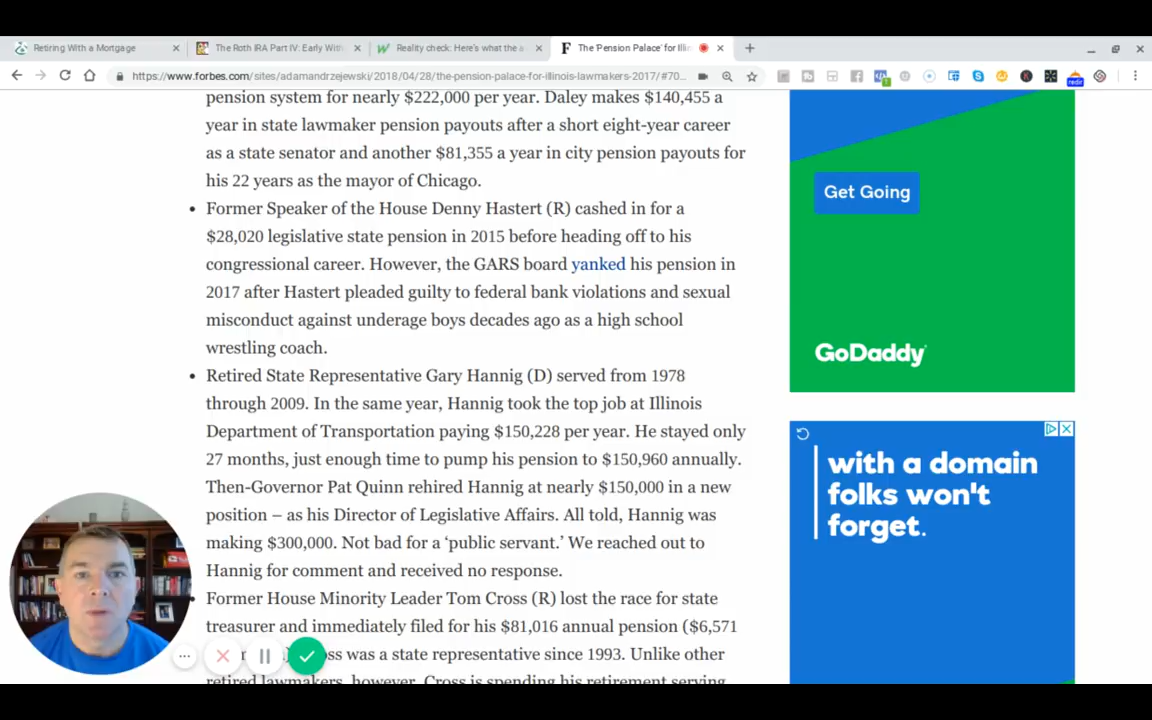 Retiring With a Mortgage
The Roth IRA Part IV: Early With
Reality check: Here's what the a
The 'Pension Palace' for Illi
https://www.forbes.com/sites/adamandrzejewski/2018/04/28/the-pension-palace-for-illinois-lawmakers-2017/#70...
pension system for nearly $222,000 per year. Daley makes $140,455 a
year in state lawmaker pension payouts after a short eight-year career
as a state senator and another $81,355 a year in city pension payouts for
his 22 years as the mayor of Chicago.
• Former Speaker of the House Denny Hastert (R) cashed in for a
$28,020 legislative state pension in 2015 before heading off to his
congressional career. However, the GARS board yanked his pension in
2017 after Hastert pleaded guilty to federal bank violations and sexual
misconduct against underage boys decades ago as a high school
wrestling coach.
• Retired State Representative Gary Hannig (D) served from 1978
through 2009. In the same year, Hannig took the top job at Illinois
Department of Transportation paying $150,228 per year. He stayed only
27 months, just enough time to pump his pension to $150,960 annually.
Then-Governor Pat Quinn rehired Hannig at nearly $150,000 in a new
position – as his Director of Legislative Affairs. All told, Hannig was
making $300,000. Not bad for a ‘public servant.’ We reached out to
Hannig for comment and received no response.
• Former House Minority Leader Tom Cross (R) lost the race for state
treasurer and immediately filed for his $81,016 annual pension ($6,571
was a state representative since 1993. Unlike other
retired lawmakers, however, Cross is spending his retirement serving
Get Going
GoDaddy
with a domain
folks won't
forget.